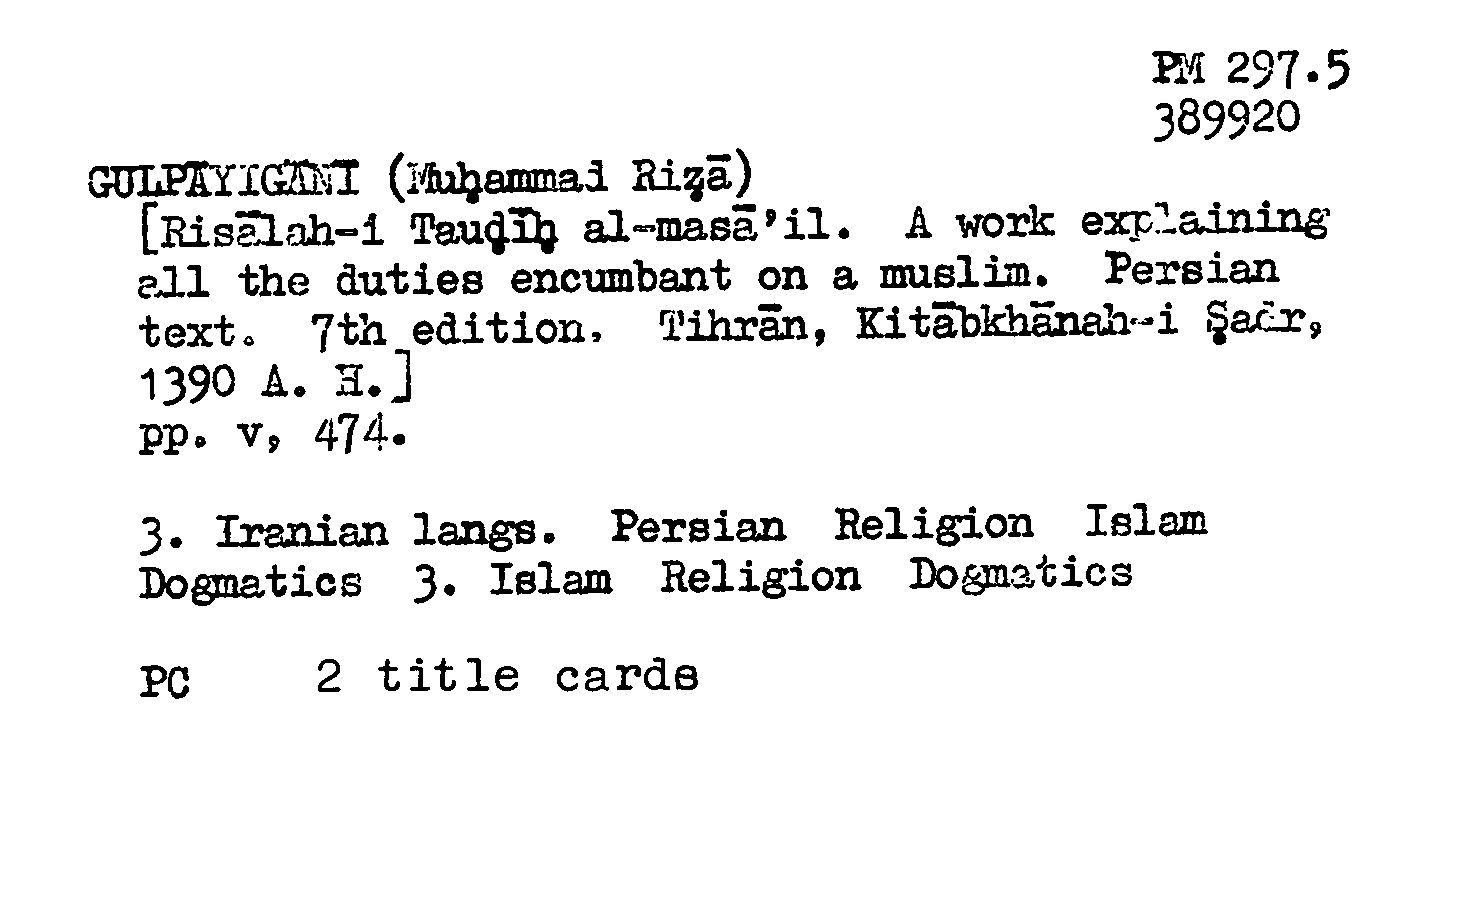 PM 297.5
389920
GULPĀYIGĀNĪ (Muḥammad Riẓā)
[Risālah-i Tauḍīḥ al-masā'il. A work explaining
all the duties encumbant on a muslim. Persian
text. 7th edition. Tihrān, Kitābkhānah-i Ṣadr,
1390 A. H.]
pp. v, 474.
3. Iranian langs. Persian Religion Islam
Dogmatics 3. Islam Religion Dogmatics
PC 2 title cards